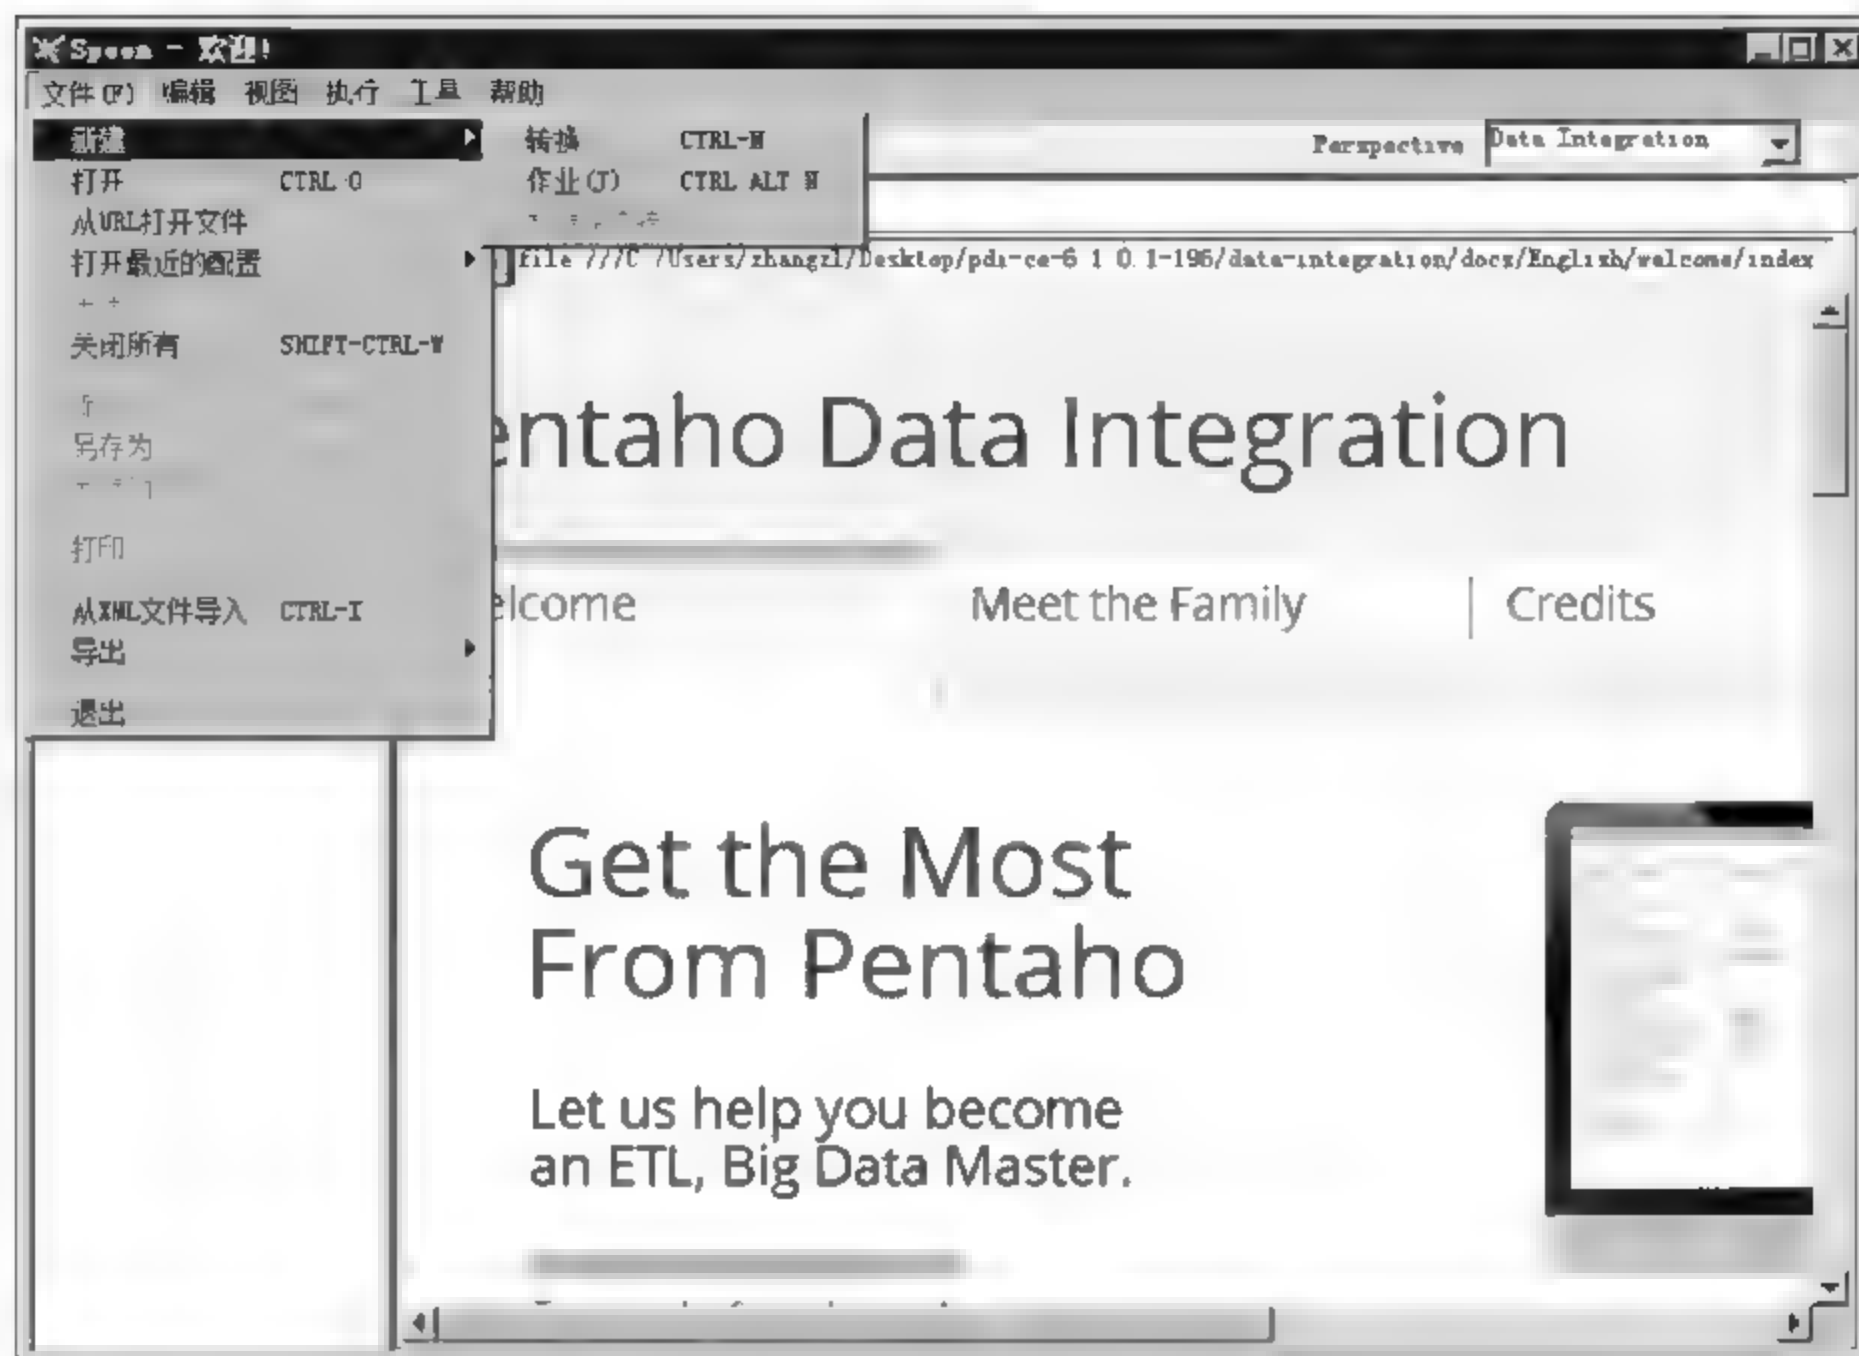 Spoon - 欢迎!
文件(F) 编辑 视图 执行 工具 帮助
新建
转换 CTRL-N
作业(J) CTRL ALT N
Perspective Data Integration
打开 CTRL O
从URL打开文件
打开最近的配置
file ///C /Users/zhangzl/Desktop/pdi-ce-6 1 0.1-196/data-integration/docs/English/welcome/index
关闭所有 SHIFT-CTRL-W
另存为
打印
从XML文件导入 CTRL-I
导出
退出
entaho Data Integration
elcome
Meet the Family
Credits
Get the Most
From Pentaho
Let us help you become
an ETL, Big Data Master.